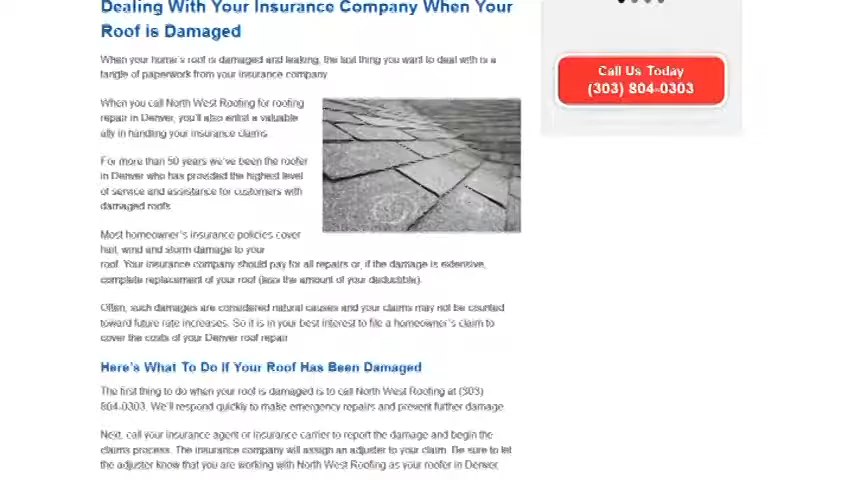 Dealing With Your Insurance Company When Your
Roof is Damaged
When your home's roof is damaged and leaking, the last thing you want to deal with is a
tangle of paperwork from your insurance company.
When you call North West Roofing for roofing
repair in Denver, you'll also enlist a valuable
ally in handling your insurance claims.
For more than 50 years we've been the roofer
in Denver who has provided the highest level
of service and assistance for customers with
damaged roofs.
Most homeowner's insurance policies cover
hail, wind and storm damage to your
roof. Your insurance company should pay for all repairs or, if the damage is extensive,
complete replacement of your roof (less the amount of your deductible).
Often, such damages are considered natural causes and your claims may not be counted
toward future rate increases. So it is in your best interest to file a homeowner's claim to
cover the costs of your Denver roof repair.
Here's What To Do If Your Roof Has Been Damaged
The first thing to do when your roof is damaged is to call North West Roofing at (303)
804-0303. We'll respond quickly to make emergency repairs and prevent further damage.
Next, call your insurance agent or insurance carrier to report the damage and begin the
claims process. The insurance company will assign an adjuster to your claim. Be sure to let
the adjuster know that you are working with North West Roofing as your roofer in Denver.
Call Us Today
(303) 804-0303